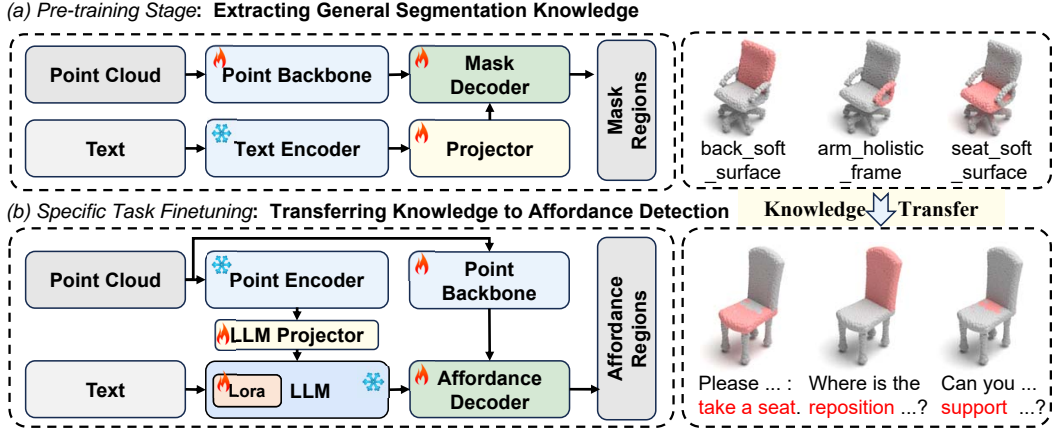 (a) Pre-training Stage: Extracting General Segmentation Knowledge
Point Cloud
Point Backbone
Mask
Decoder
Mask
Regions
Text
Text Encoder
Projector
back_soft
_surface
arm_holistic
_frame
seat_soft
_surface
(b) Specific Task Finetuning: Transferring Knowledge to Affordance Detection
Knowledge Transfer
Point Cloud
Point Encoder
Point
Backbone
Affordance
Regions
LLM Projector
Text
Lora
LLM
Affordance
Decoder
Please ... :
take a seat.
Where is the
reposition ...?
Can you ...
support ...?